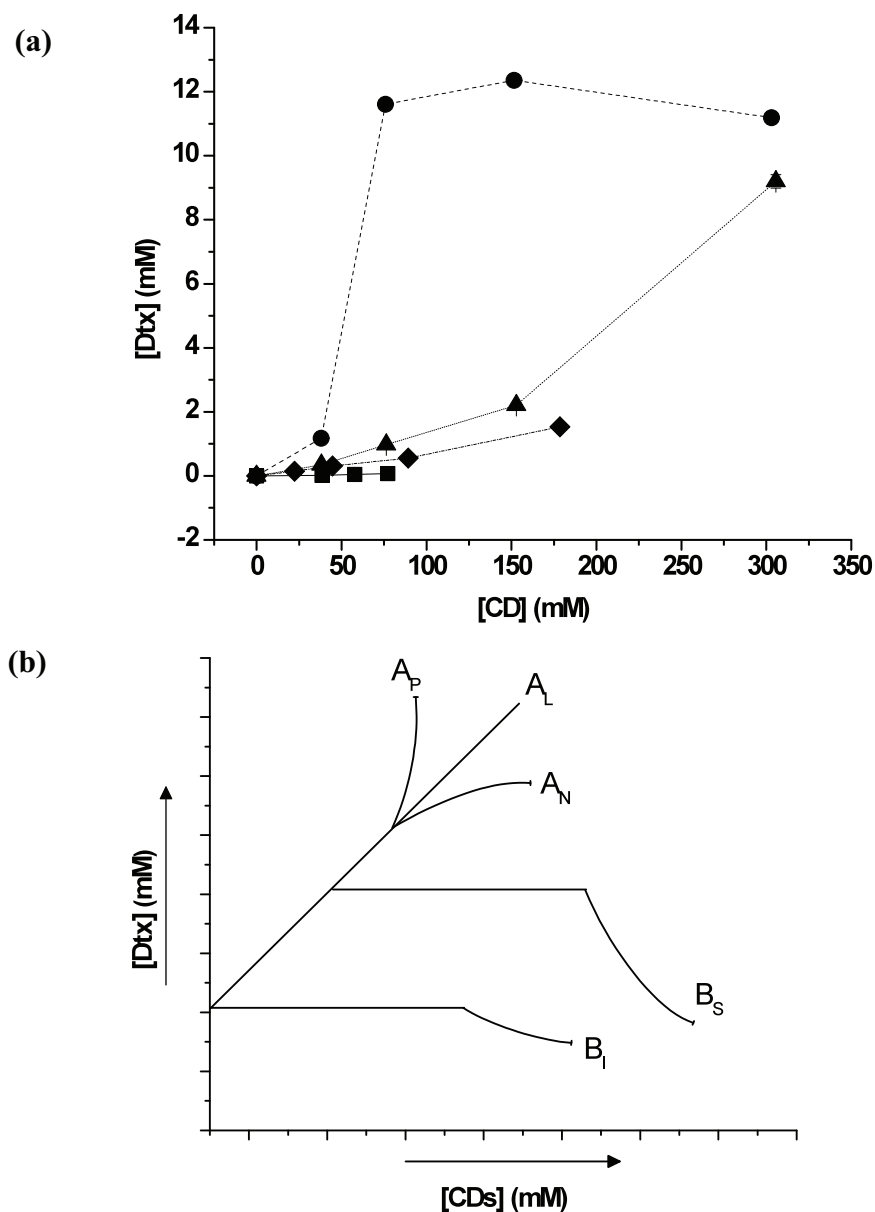 (a)
14
12
10
8
6
4
2
0
-2
[Dtx] (mM)
0 50 100 150 200 250 300 350
[CD] (mM)
(b)
A_P
A_L
A_N
B_S
B_I
[Dtx] (mM)
[CDs] (mM)